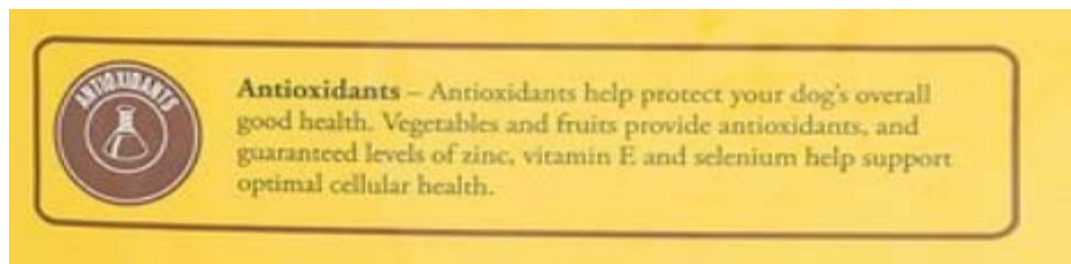 ANTIOXIDANTS
Antioxidants – Antioxidants help protect your dog's overall
good health. Vegetables and fruits provide antioxidants, and
guaranteed levels of zinc, vitamin E and selenium help support
optimal cellular health.